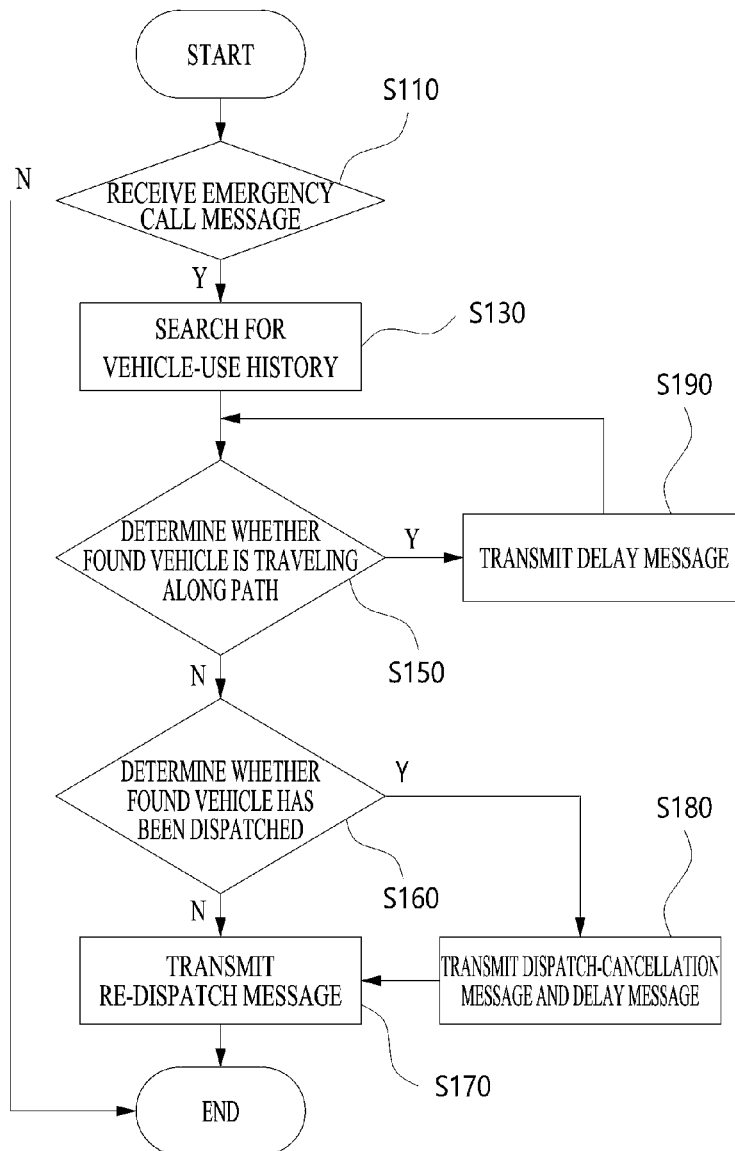 START
S110
N
RECEIVE EMERGENCY
CALL MESSAGE
Y
SEARCH FOR
VEHICLE-USE HISTORY
S130
S190
DETERMINE WHETHER
FOUND VEHICLE IS TRAVELING
ALONG PATH
Y
TRANSMIT DELAY MESSAGE
S150
N
DETERMINE WHETHER
FOUND VEHICLE HAS
BEEN DISPATCHED
Y
S180
S160
N
TRANSMIT
RE-DISPATCH MESSAGE
TRANSMIT DISPATCH-CANCELLATION
MESSAGE AND DELAY MESSAGE
S170
END